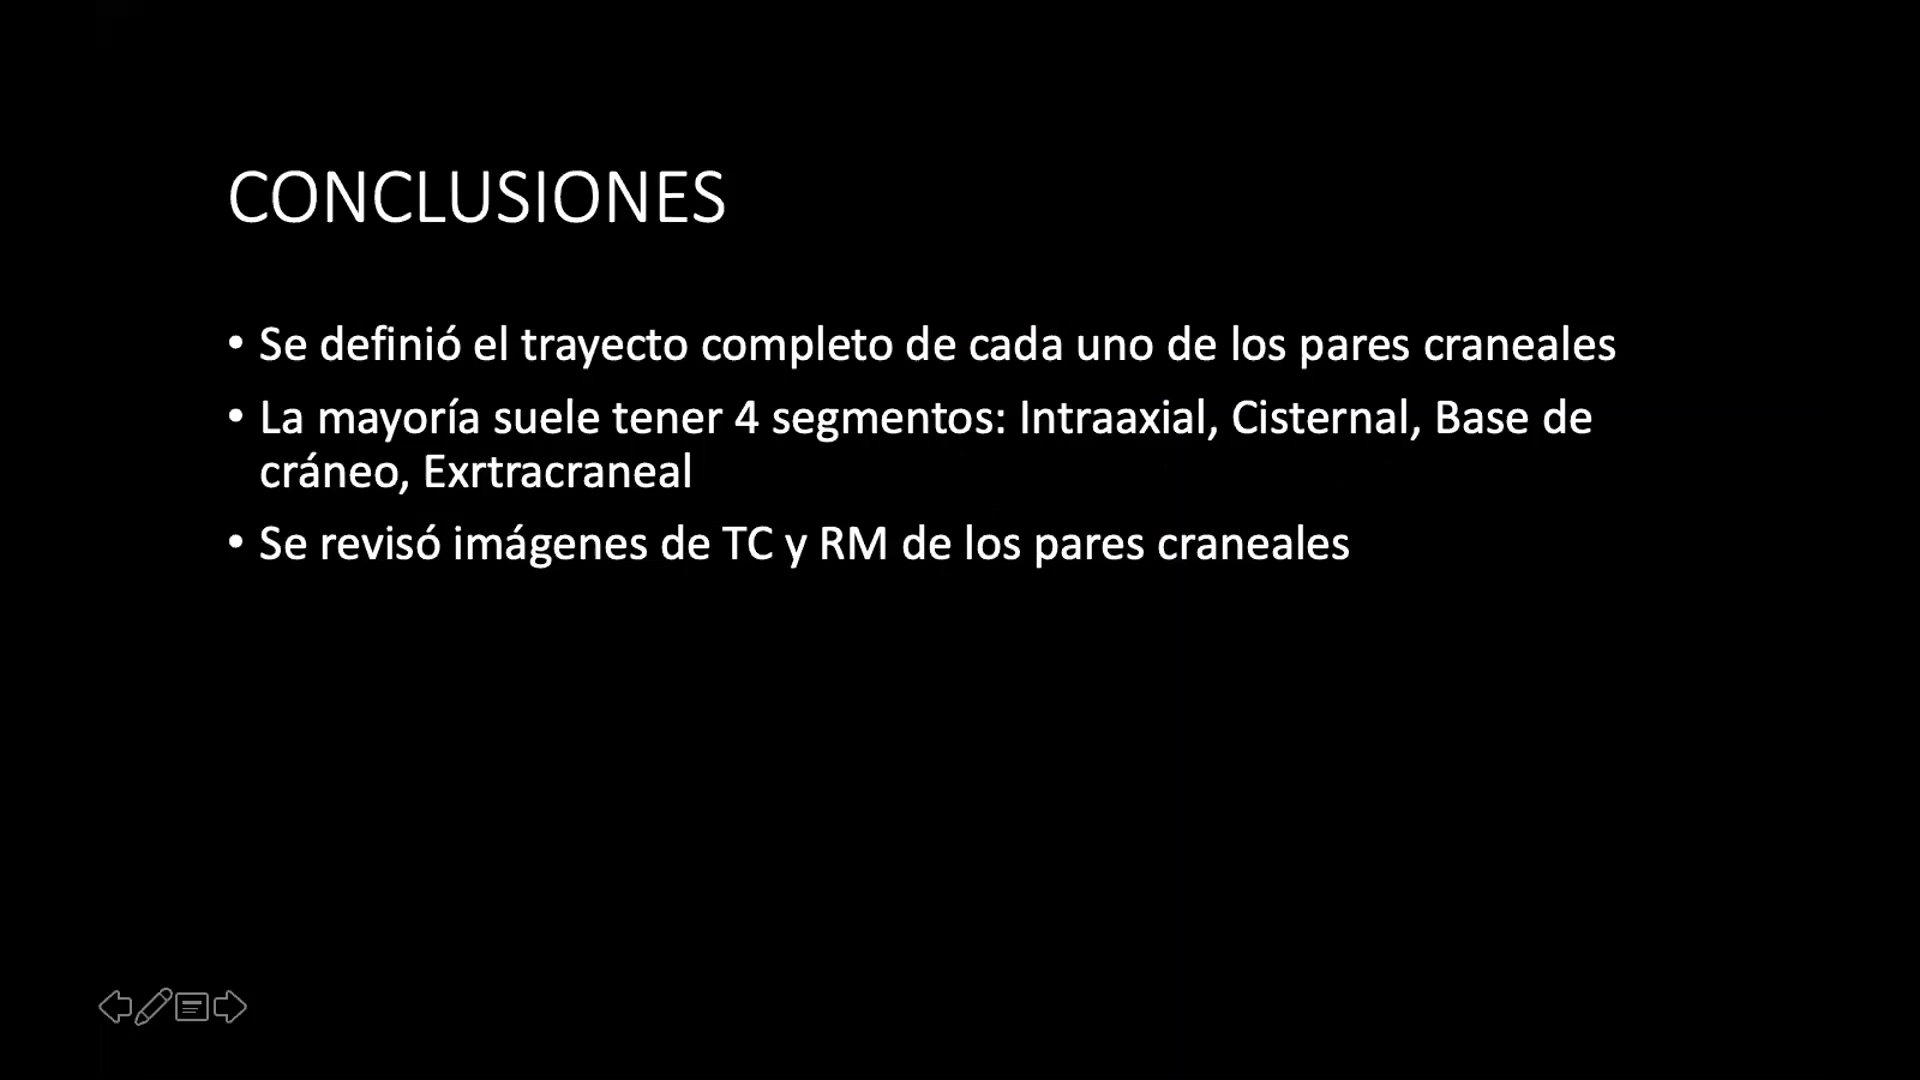 CONCLUSIONES
• Se definió el trayecto completo de cada uno de los pares craneales
• La mayoría suele tener 4 segmentos: Intraaxial, Cisternal, Base de
cráneo, Exrtracraneal
• Se revisó imágenes de TC y RM de los pares craneales